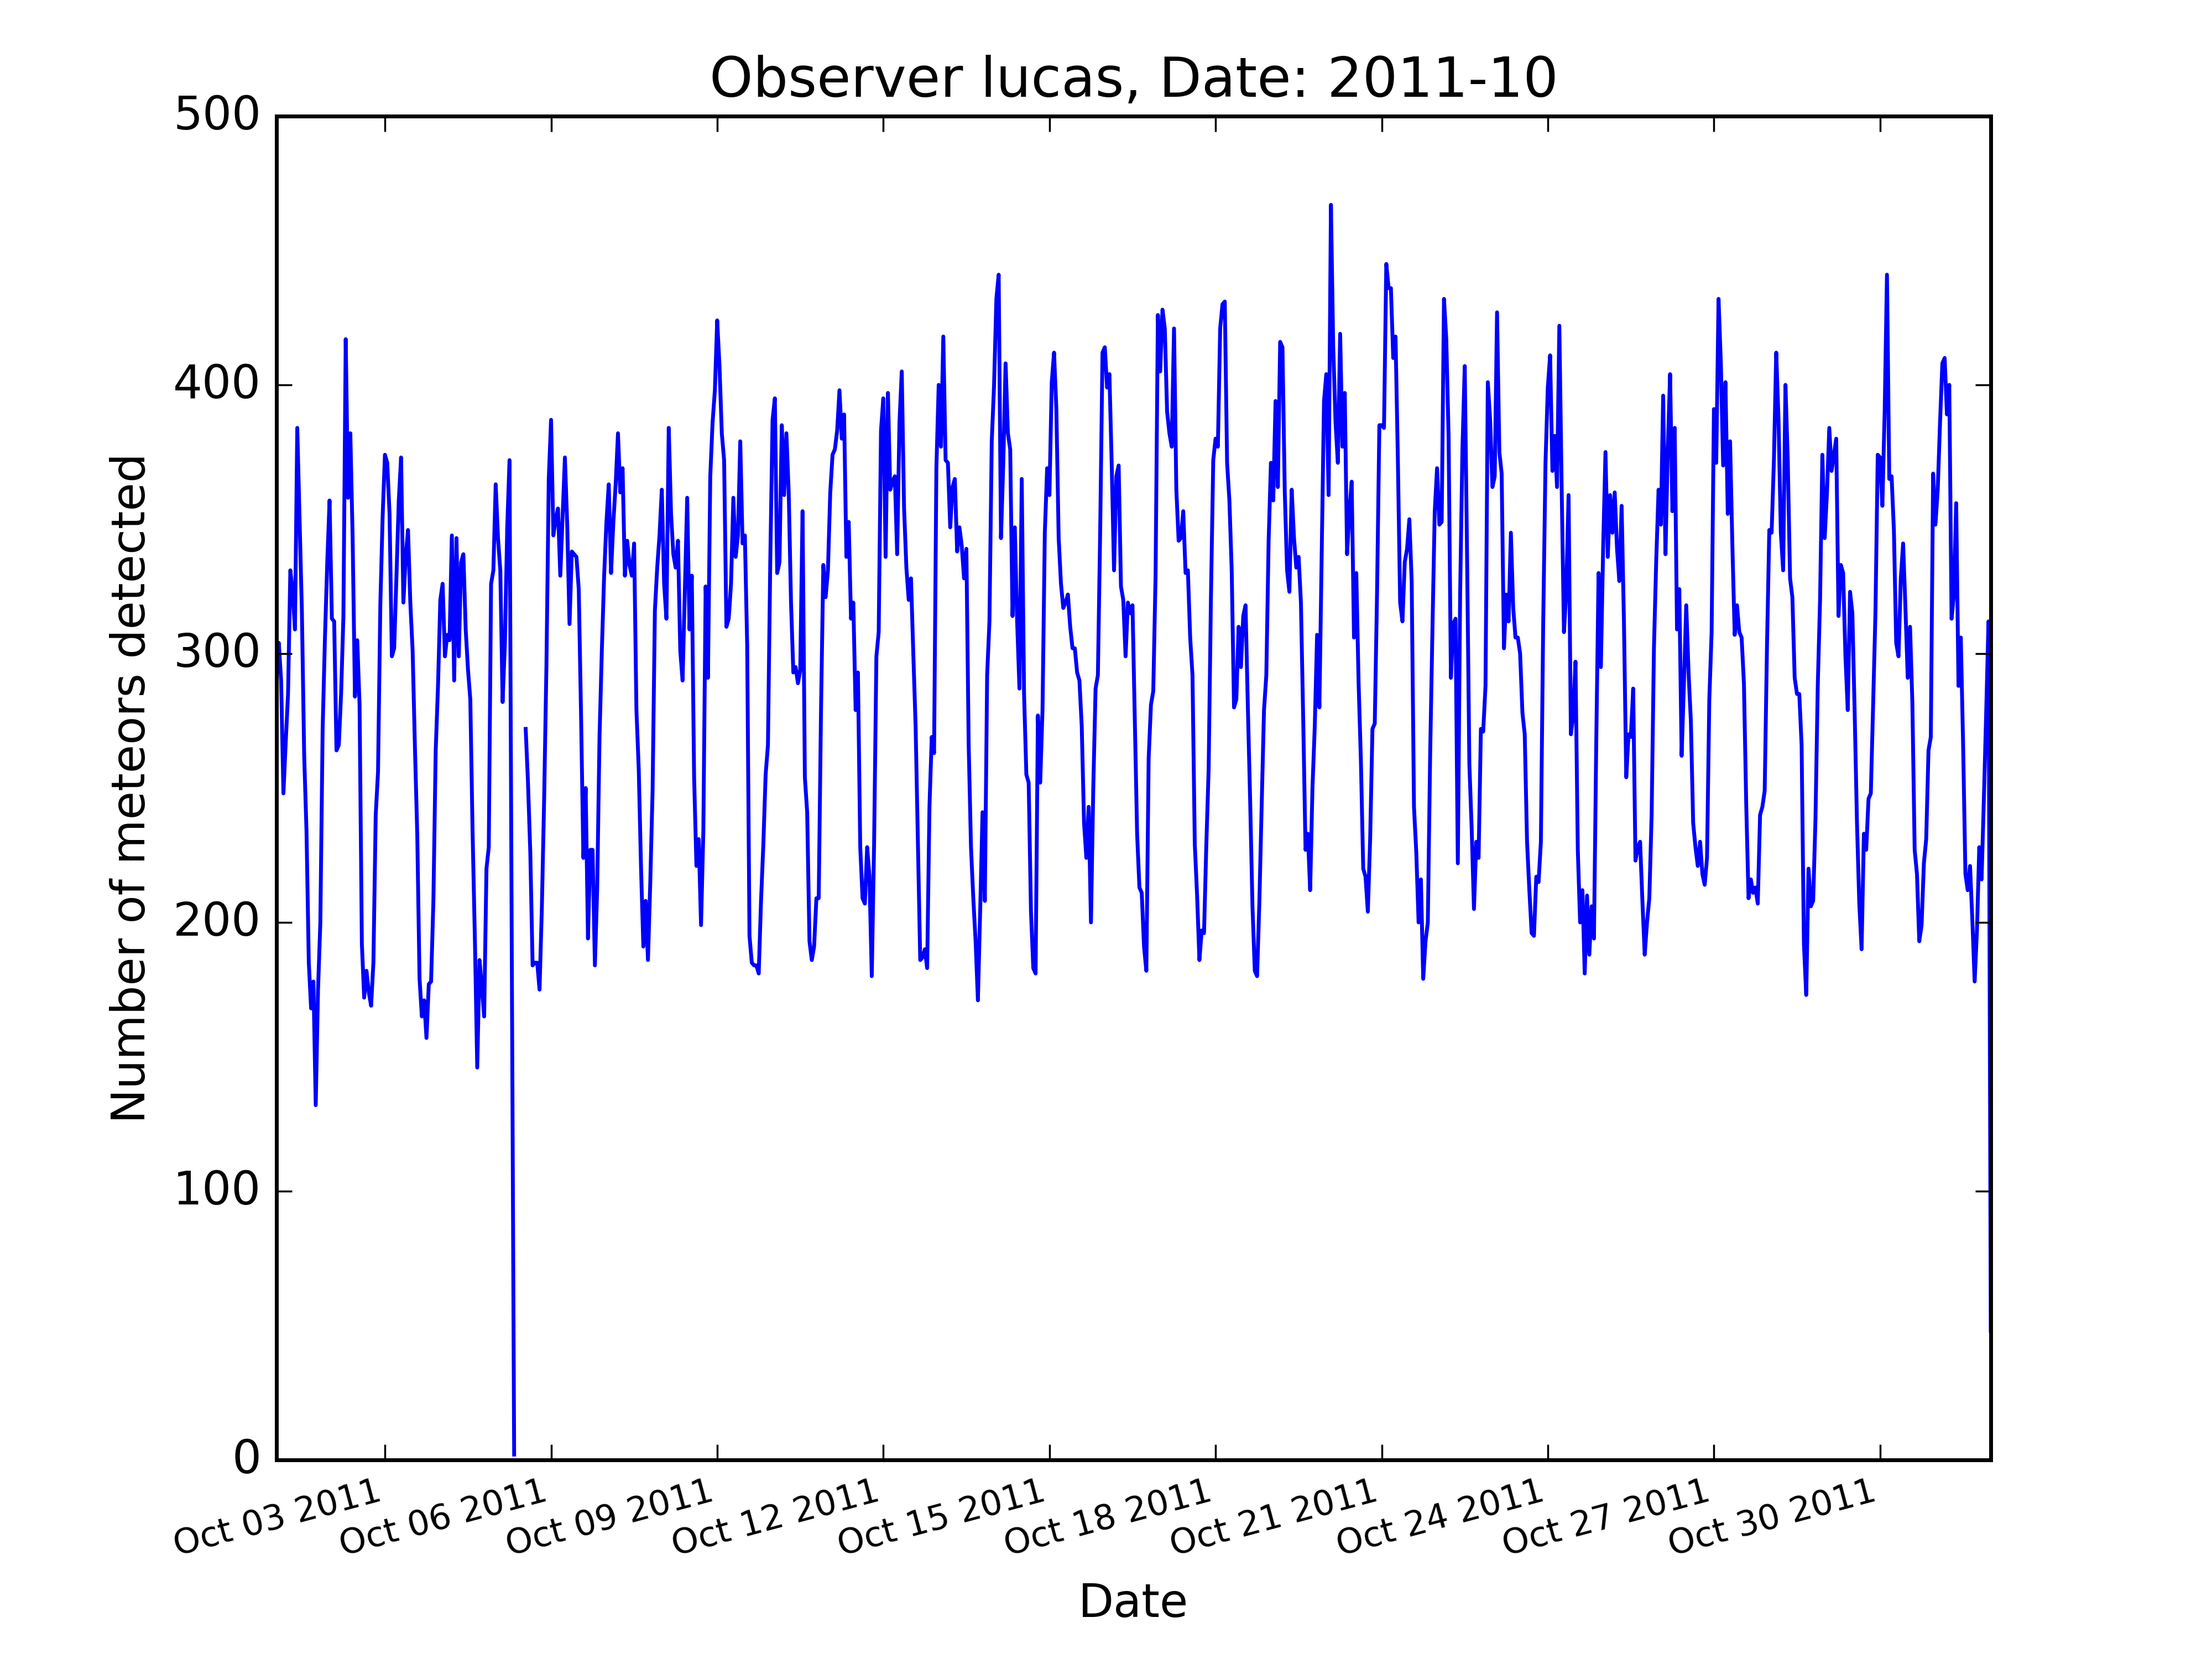 Observer lucas, Date: 2011-10
Number of meteors detected
500
400
300
200
100
0
Oct 03 2011
Oct 06 2011
Oct 09 2011
Oct 12 2011
Oct 15 2011
Oct 18 2011
Oct 21 2011
Oct 24 2011
Oct 27 2011
Oct 30 2011
Date